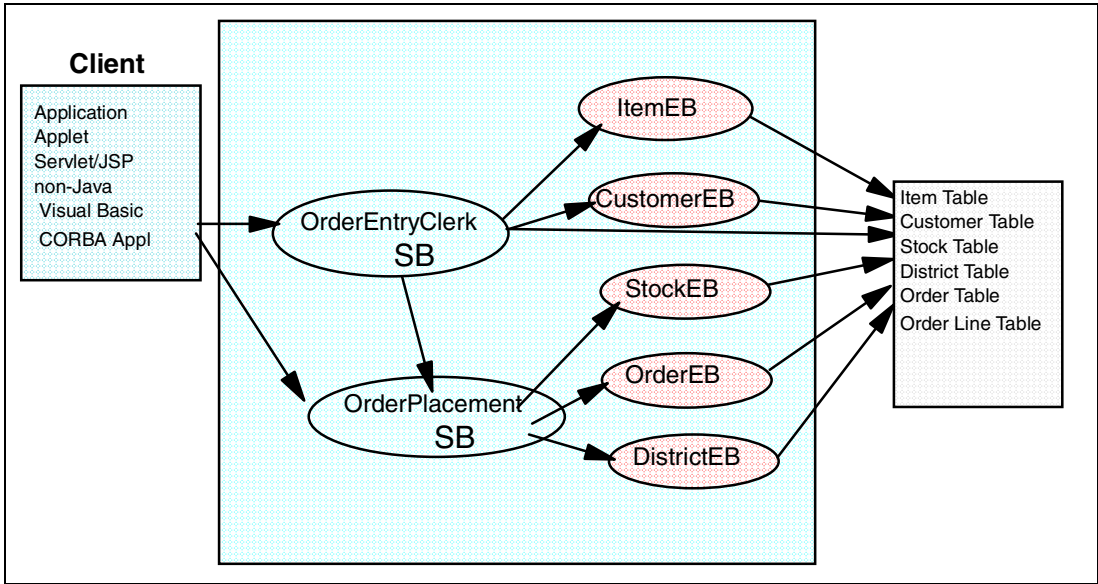 Client
Application
Applet
Servlet/JSP
non-Java
Visual Basic
CORBA Appl
OrderEntryClerk
SB
OrderPlacement
SB
ItemEB
CustomerEB
StockEB
OrderEB
DistrictEB
Item Table
Customer Table
Stock Table
District Table
Order Table
Order Line Table